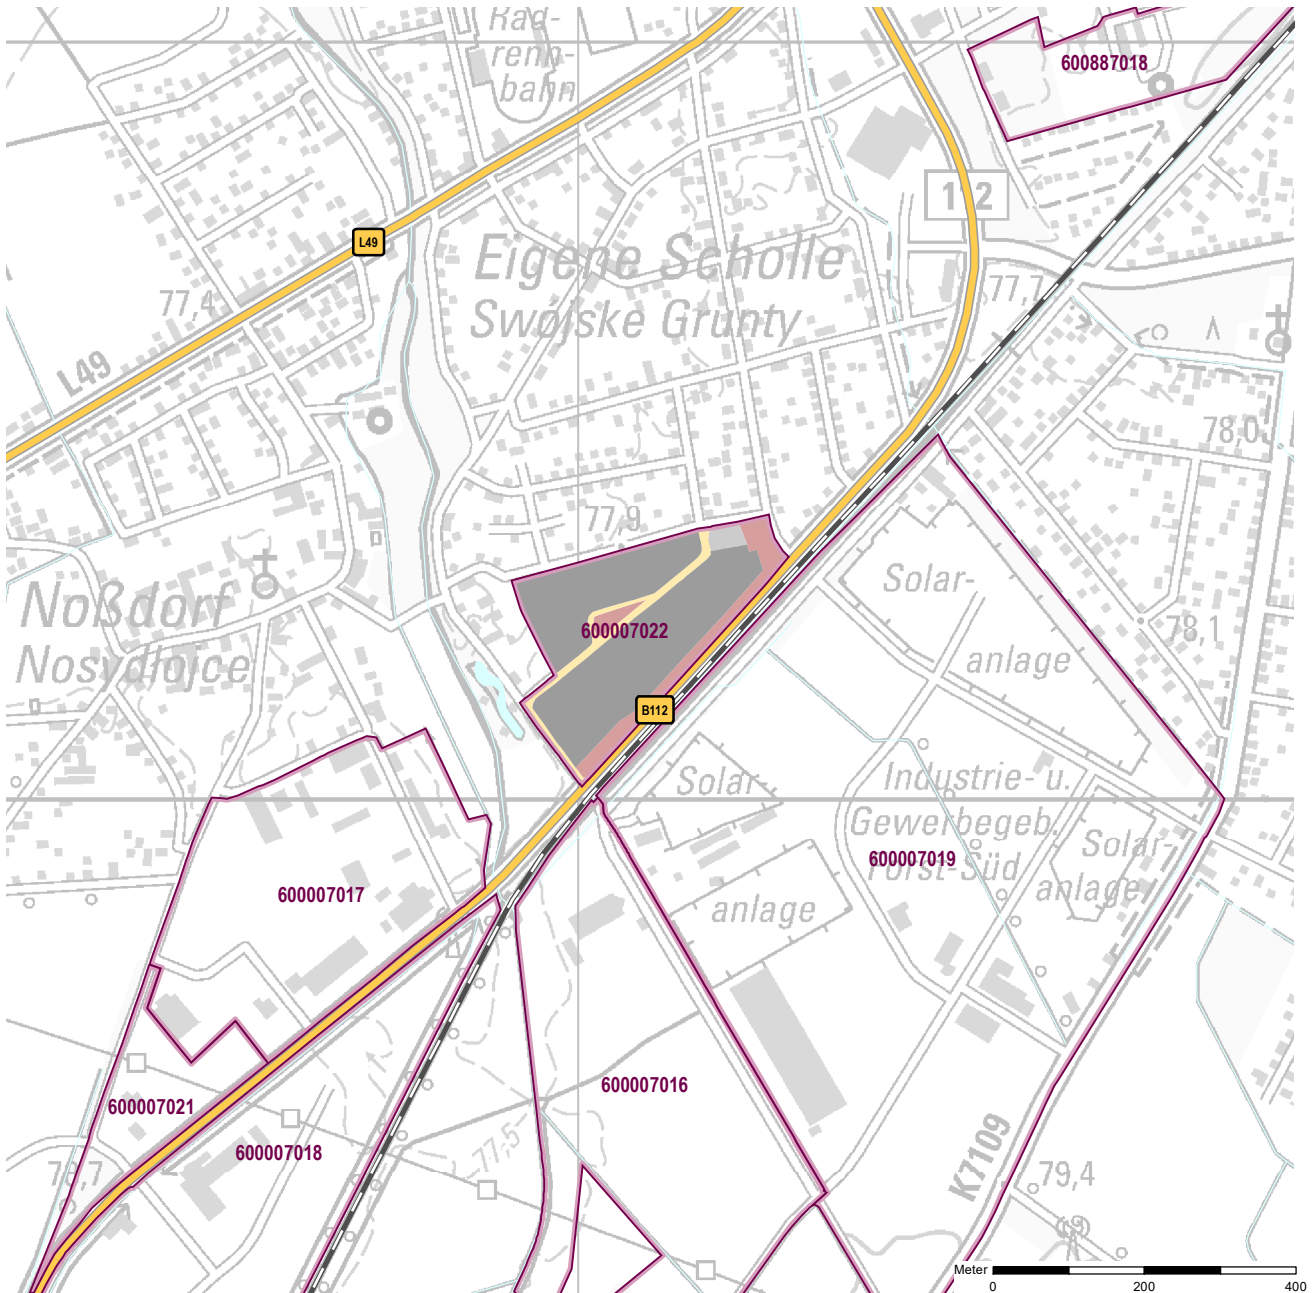 Rad-
renn-
bahn
600887018
112
L49
Eigene Scholle
Swójske Grunty
77,4
77,7
L49
78,0
77,9
Solar-
anlage
78,1
Noßdorf
Nosydłojce
600007022
B112
Solar-
anlage
Industrie- u.
Gewerbegeb.
Forst-Süd
600007019
Solar-
anlage
600007017
600007016
600007021
600007018
77,5
K7109
79,4
Meter
0
200
400